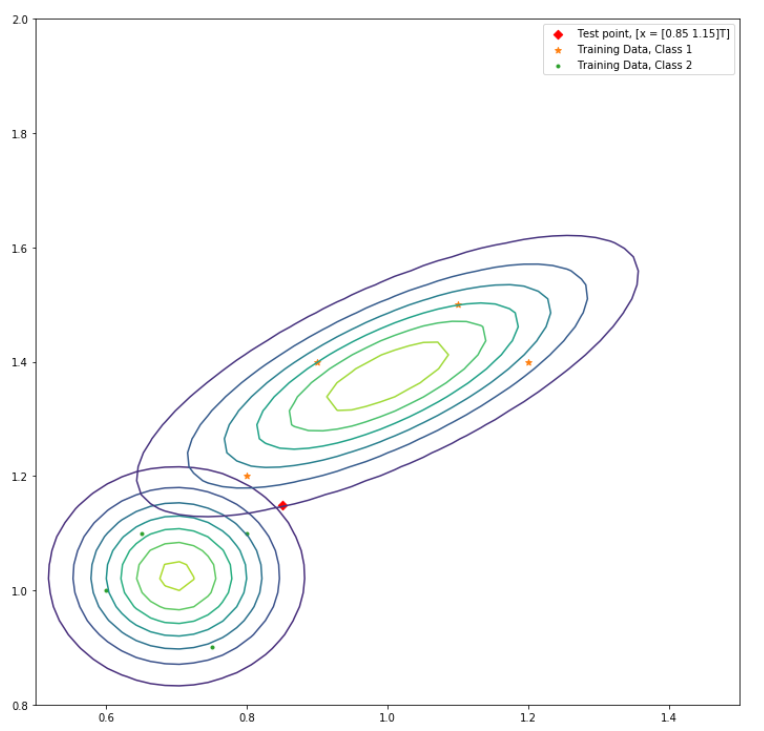 2.0
1.8
1.6
1.4
1.2
1.0
0.8
0.6 0.8 1.0 1.2 1.4
Test point, [x = [0.85 1.15]T]
Training Data, Class 1
Training Data, Class 2